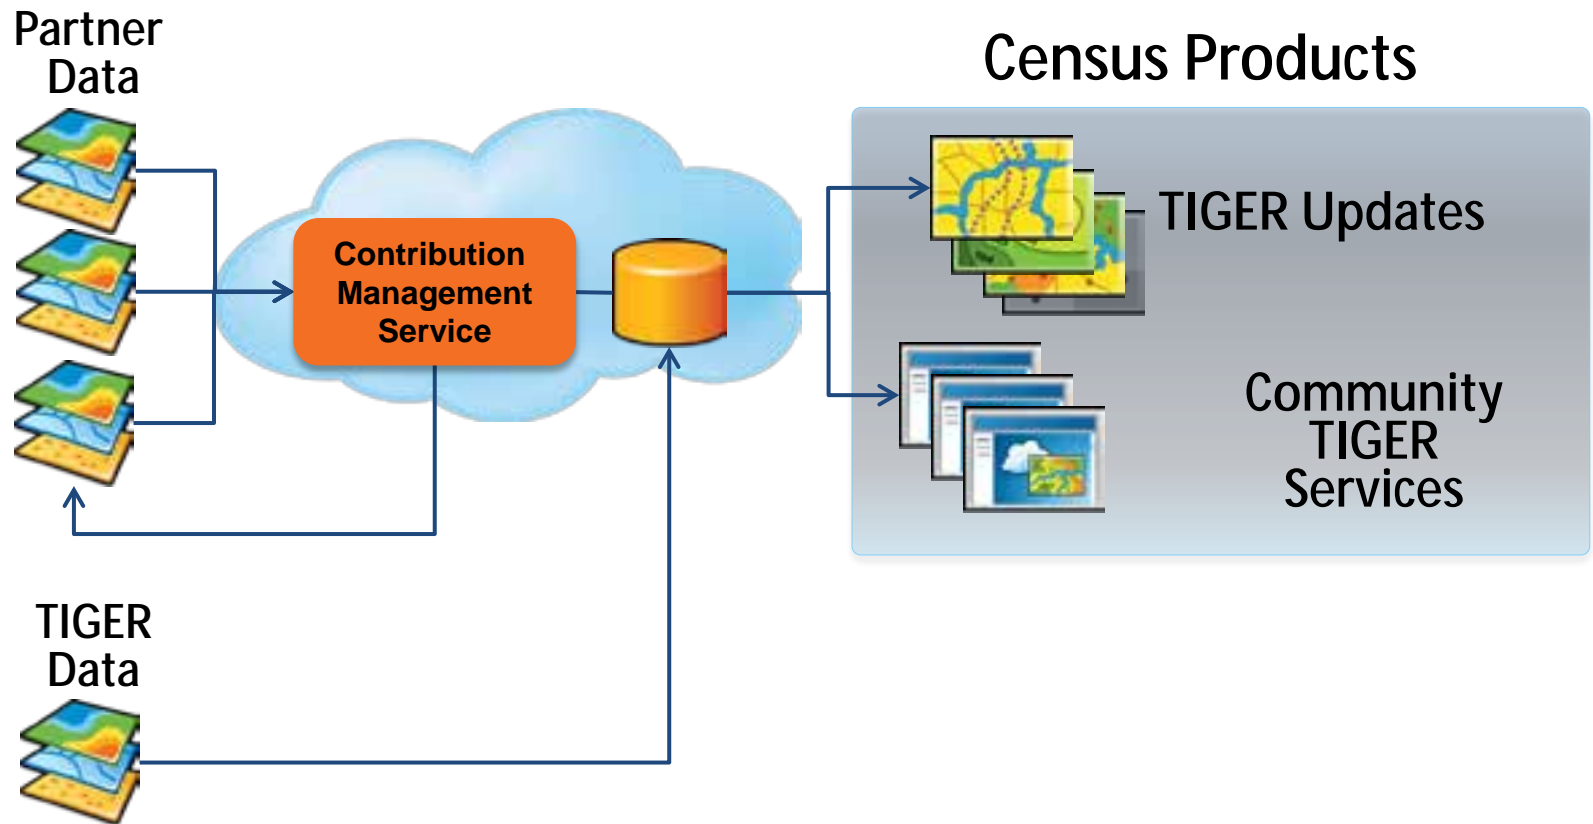 Partner
Data
Census Products
Contribution
Management
Service
TIGER Updates
Community
TIGER
Services
TIGER
Data